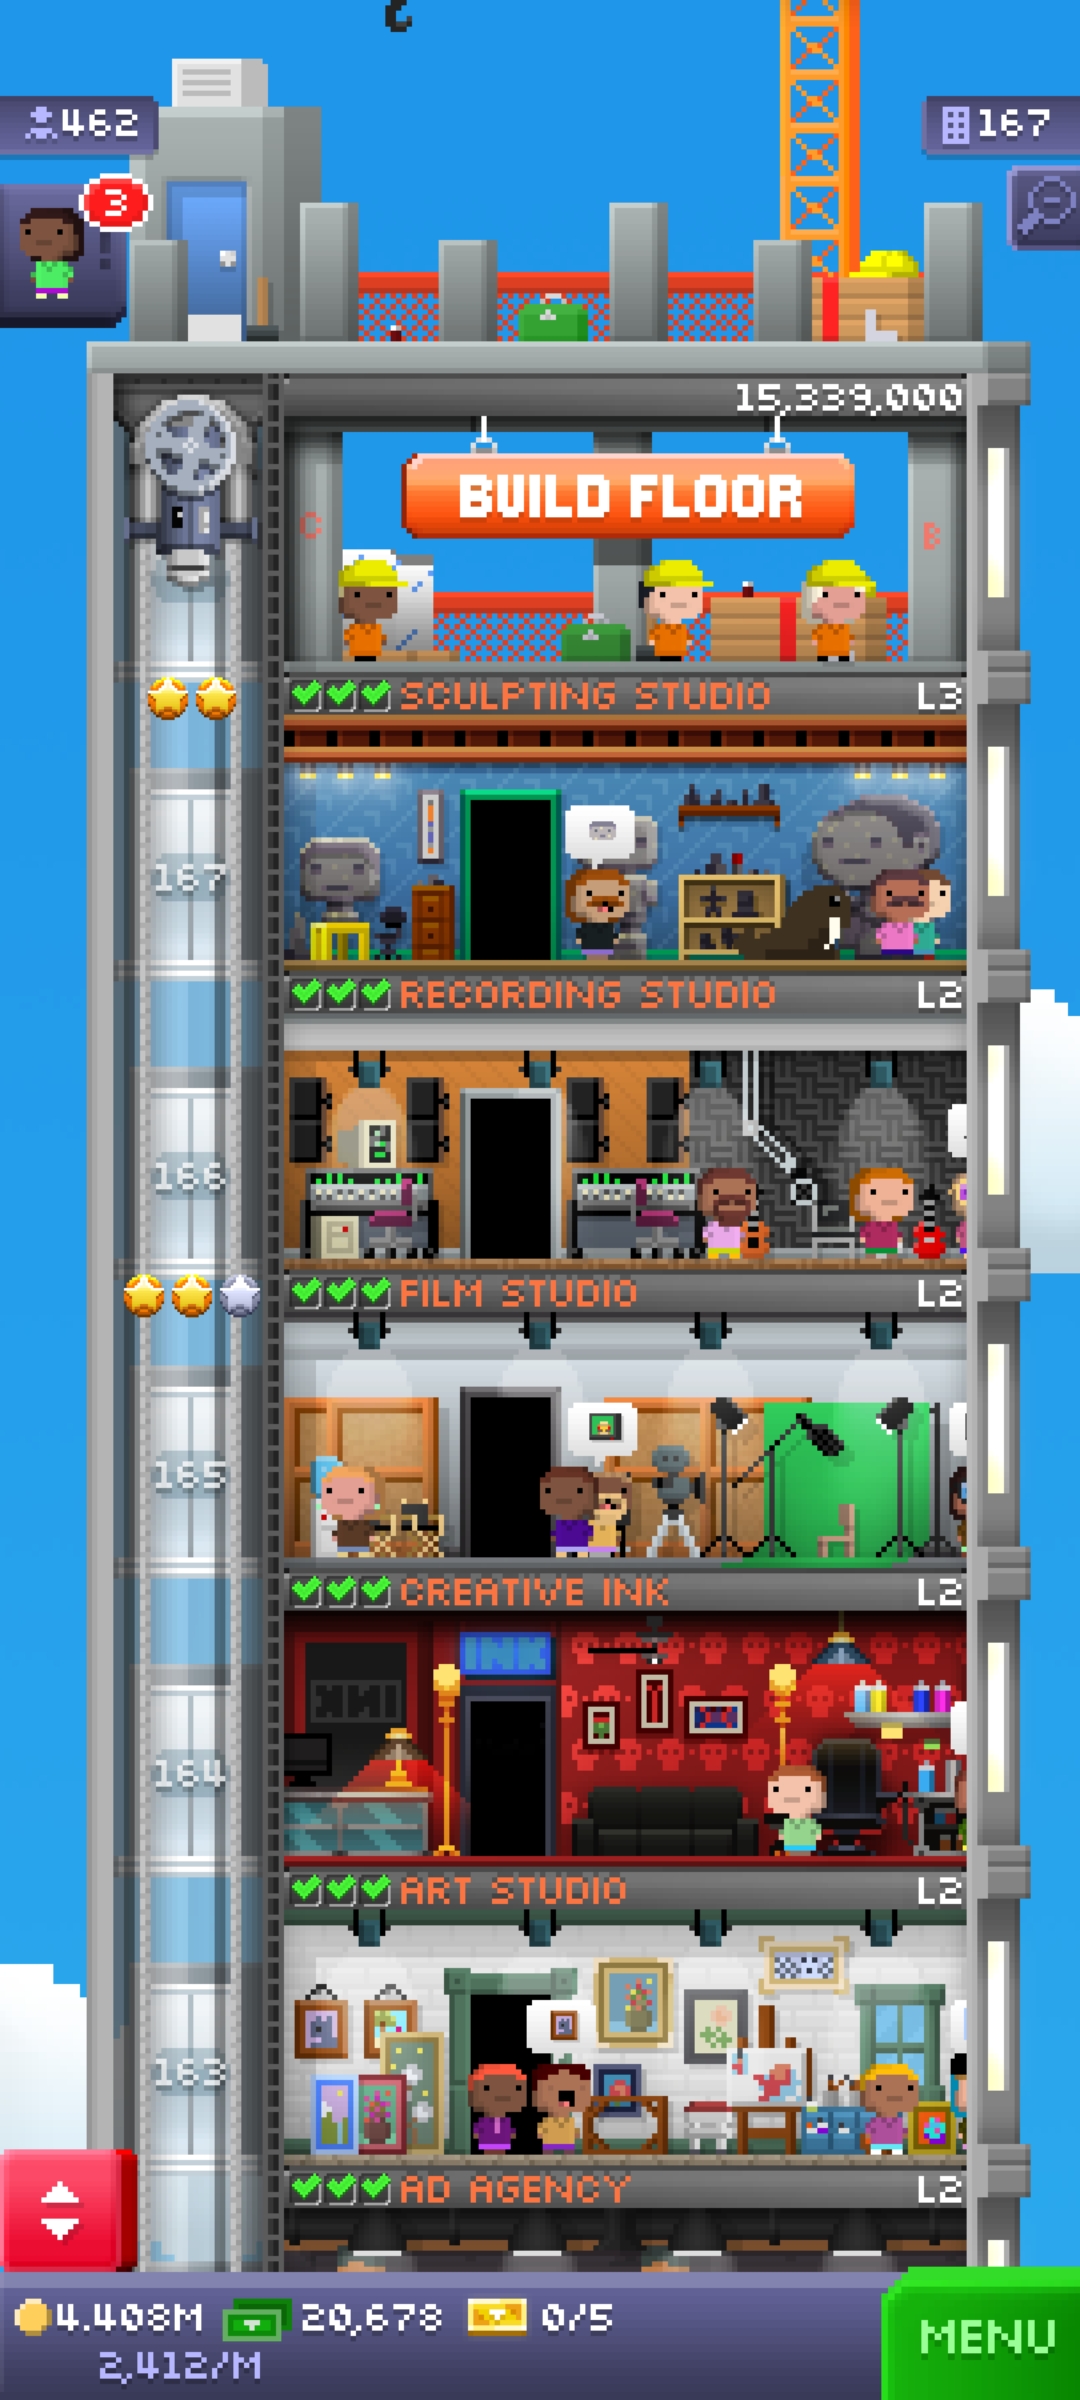 462
167
3
15,339,000
BUILD FLOOR
C
B
SCULPTING STUDIO L3
167
RECORDING STUDIO L2
166
FILM STUDIO L2
165
CREATIVE INK L2
INK
164
ART STUDIO L2
163
AD AGENCY L2
4.408M 20,678 0/5
2,412/M
MENU